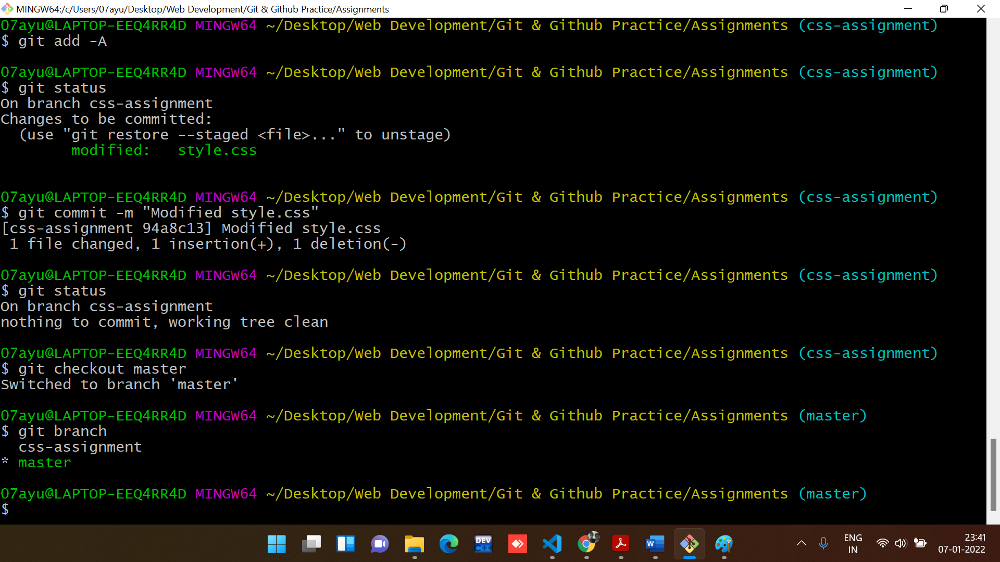 MINGW64:/c/Users/07ayu/Desktop/Web Development/Git & Github Practice/Assignments
07ayu@LAPTOP-EEQ4RR4D MINGW64 ~/Desktop/Web Development/Git & Github Practice/Assignments (css-assignment)
$ git add -A
07ayu@LAPTOP-EEQ4RR4D MINGW64 ~/Desktop/Web Development/Git & Github Practice/Assignments (css-assignment)
$ git status
On branch css-assignment
Changes to be committed:
  (use "git restore --staged <file>..." to unstage)
        modified:   style.css
07ayu@LAPTOP-EEQ4RR4D MINGW64 ~/Desktop/Web Development/Git & Github Practice/Assignments (css-assignment)
$ git commit -m "Modified style.css"
[css-assignment 94a8c13] Modified style.css
 1 file changed, 1 insertion(+), 1 deletion(-)
07ayu@LAPTOP-EEQ4RR4D MINGW64 ~/Desktop/Web Development/Git & Github Practice/Assignments (css-assignment)
$ git status
On branch css-assignment
nothing to commit, working tree clean
07ayu@LAPTOP-EEQ4RR4D MINGW64 ~/Desktop/Web Development/Git & Github Practice/Assignments (css-assignment)
$ git checkout master
Switched to branch 'master'
07ayu@LAPTOP-EEQ4RR4D MINGW64 ~/Desktop/Web Development/Git & Github Practice/Assignments (master)
$ git branch
  css-assignment
* master
07ayu@LAPTOP-EEQ4RR4D MINGW64 ~/Desktop/Web Development/Git & Github Practice/Assignments (master)
$
DEV
C++
W
ENG
IN
23:41
07-01-2022